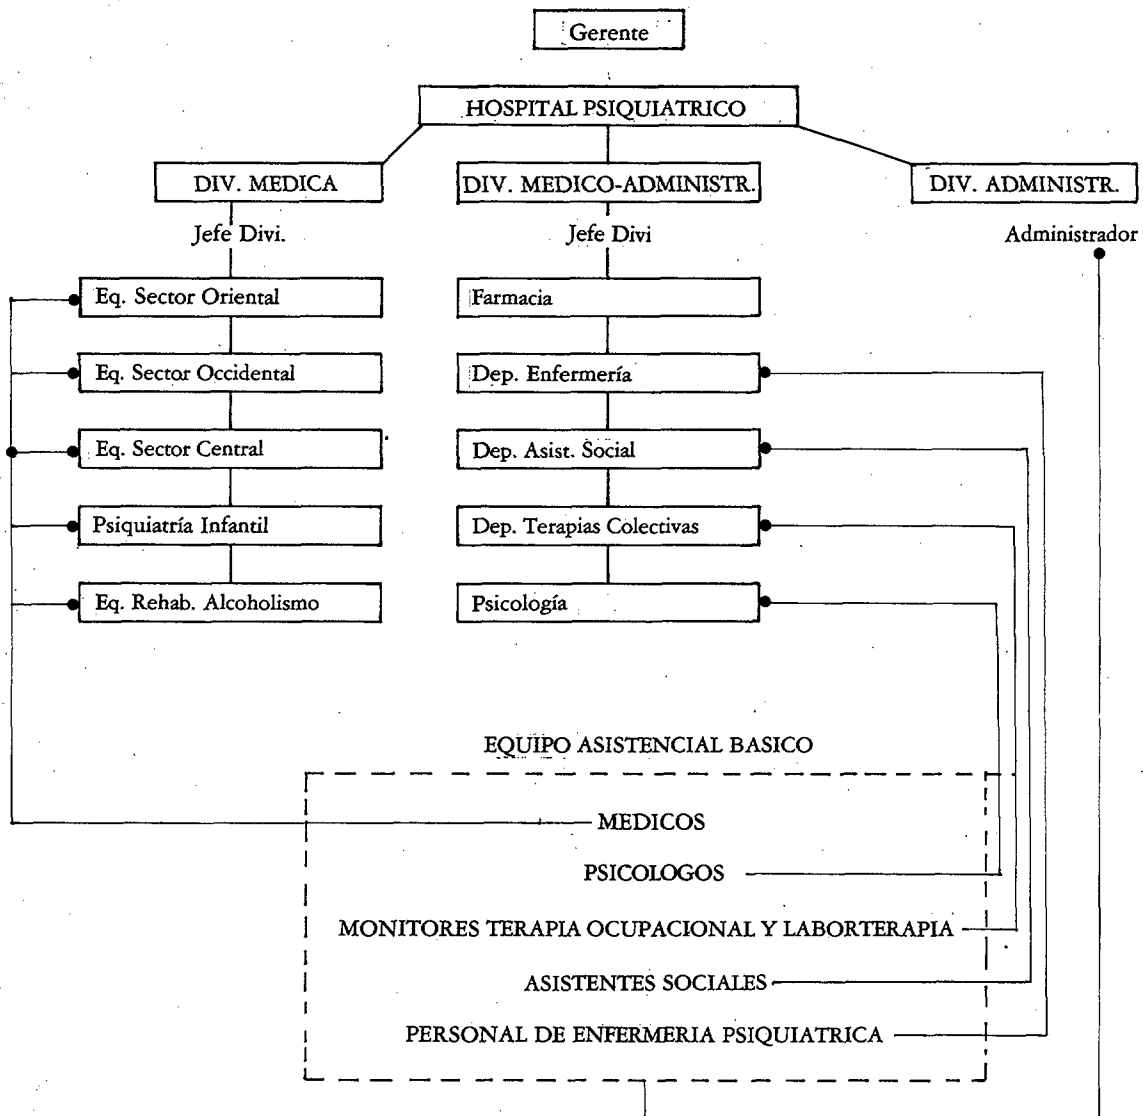 Gerente
HOSPITAL PSIQUIATRICO
DIV. MEDICA
DIV. MEDICO-ADMINISTR.
DIV. ADMINISTR.
Jefe Divi.
Jefe Divi
Administrador
Eq. Sector Oriental
Farmacia
Eq. Sector Occidental
Dep. Enfermería
Eq. Sector Central
Dep. Asist. Social
Psiquiatría Infantil
Dep. Terapias Colectivas
Eq. Rehab. Alcoholismo
Psicología
EQUIPO ASISTENCIAL BASICO
MEDICOS
PSICOLOGOS
MONITORES TERAPIA OCUPACIONAL Y LABORTERAPIA
ASISTENTES SOCIALES
PERSONAL DE ENFERMERIA PSIQUIATRICA